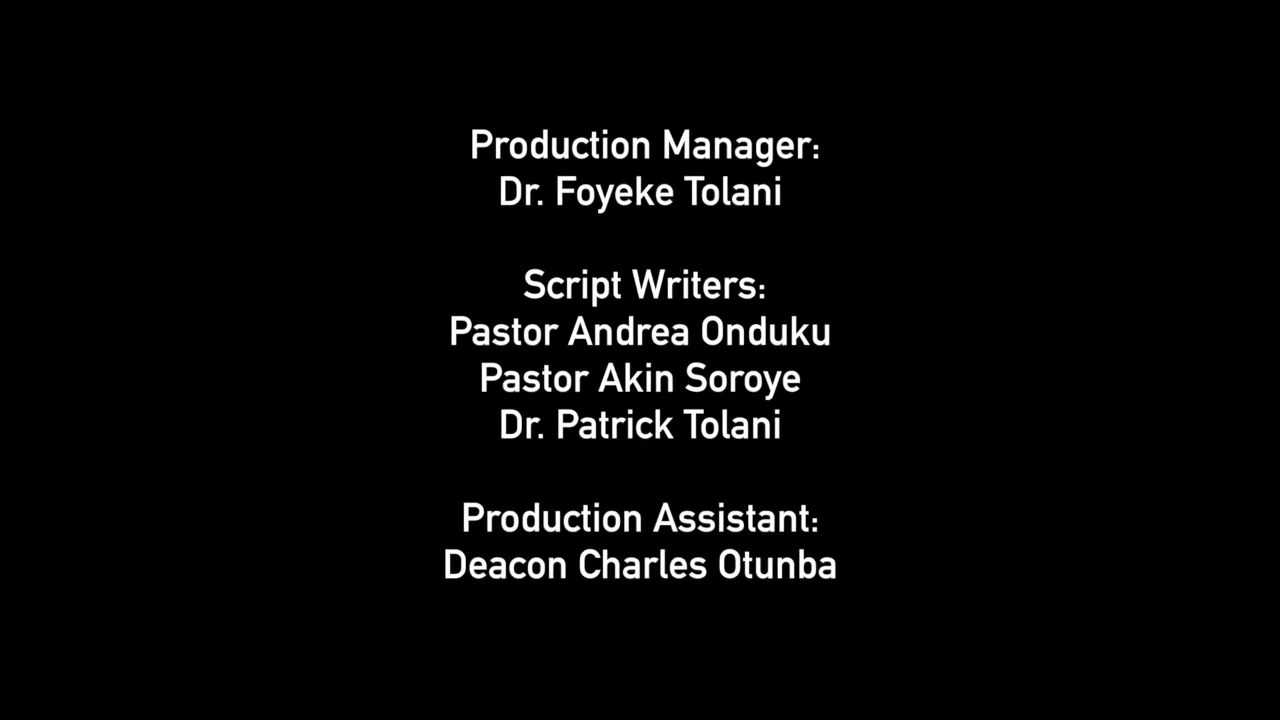 Production Manager:
Dr. Foyeke Tolani
Script Writers:
Pastor Andrea Onduku
Pastor Akin Soroye
Dr. Patrick Tolani
Production Assistant:
Deacon Charles Otunba